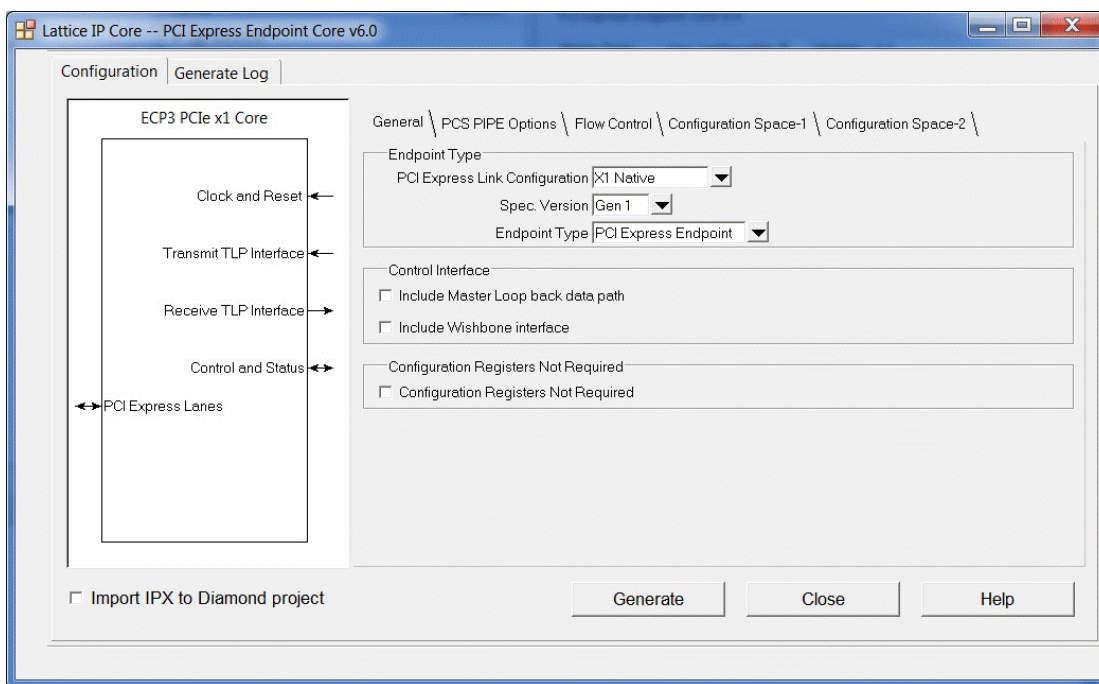 Lattice IP Core -- PCI Express Endpoint Core v6.0
Configuration
Generate Log
ECP3 PCIe x1 Core
Clock and Reset
Transmit TLP Interface
Receive TLP Interface
Control and Status
PCI Express Lanes
General \ PCS PIPE Options \ Flow Control \ Configuration Space-1 \ Configuration Space-2 \
Endpoint Type
PCI Express Link Configuration X1 Native
Spec. Version Gen 1
Endpoint Type PCI Express Endpoint
Control Interface
Include Master Loop back data path
Include Wishbone interface
Configuration Registers Not Required
Configuration Registers Not Required
Import IPX to Diamond project
Generate
Close
Help